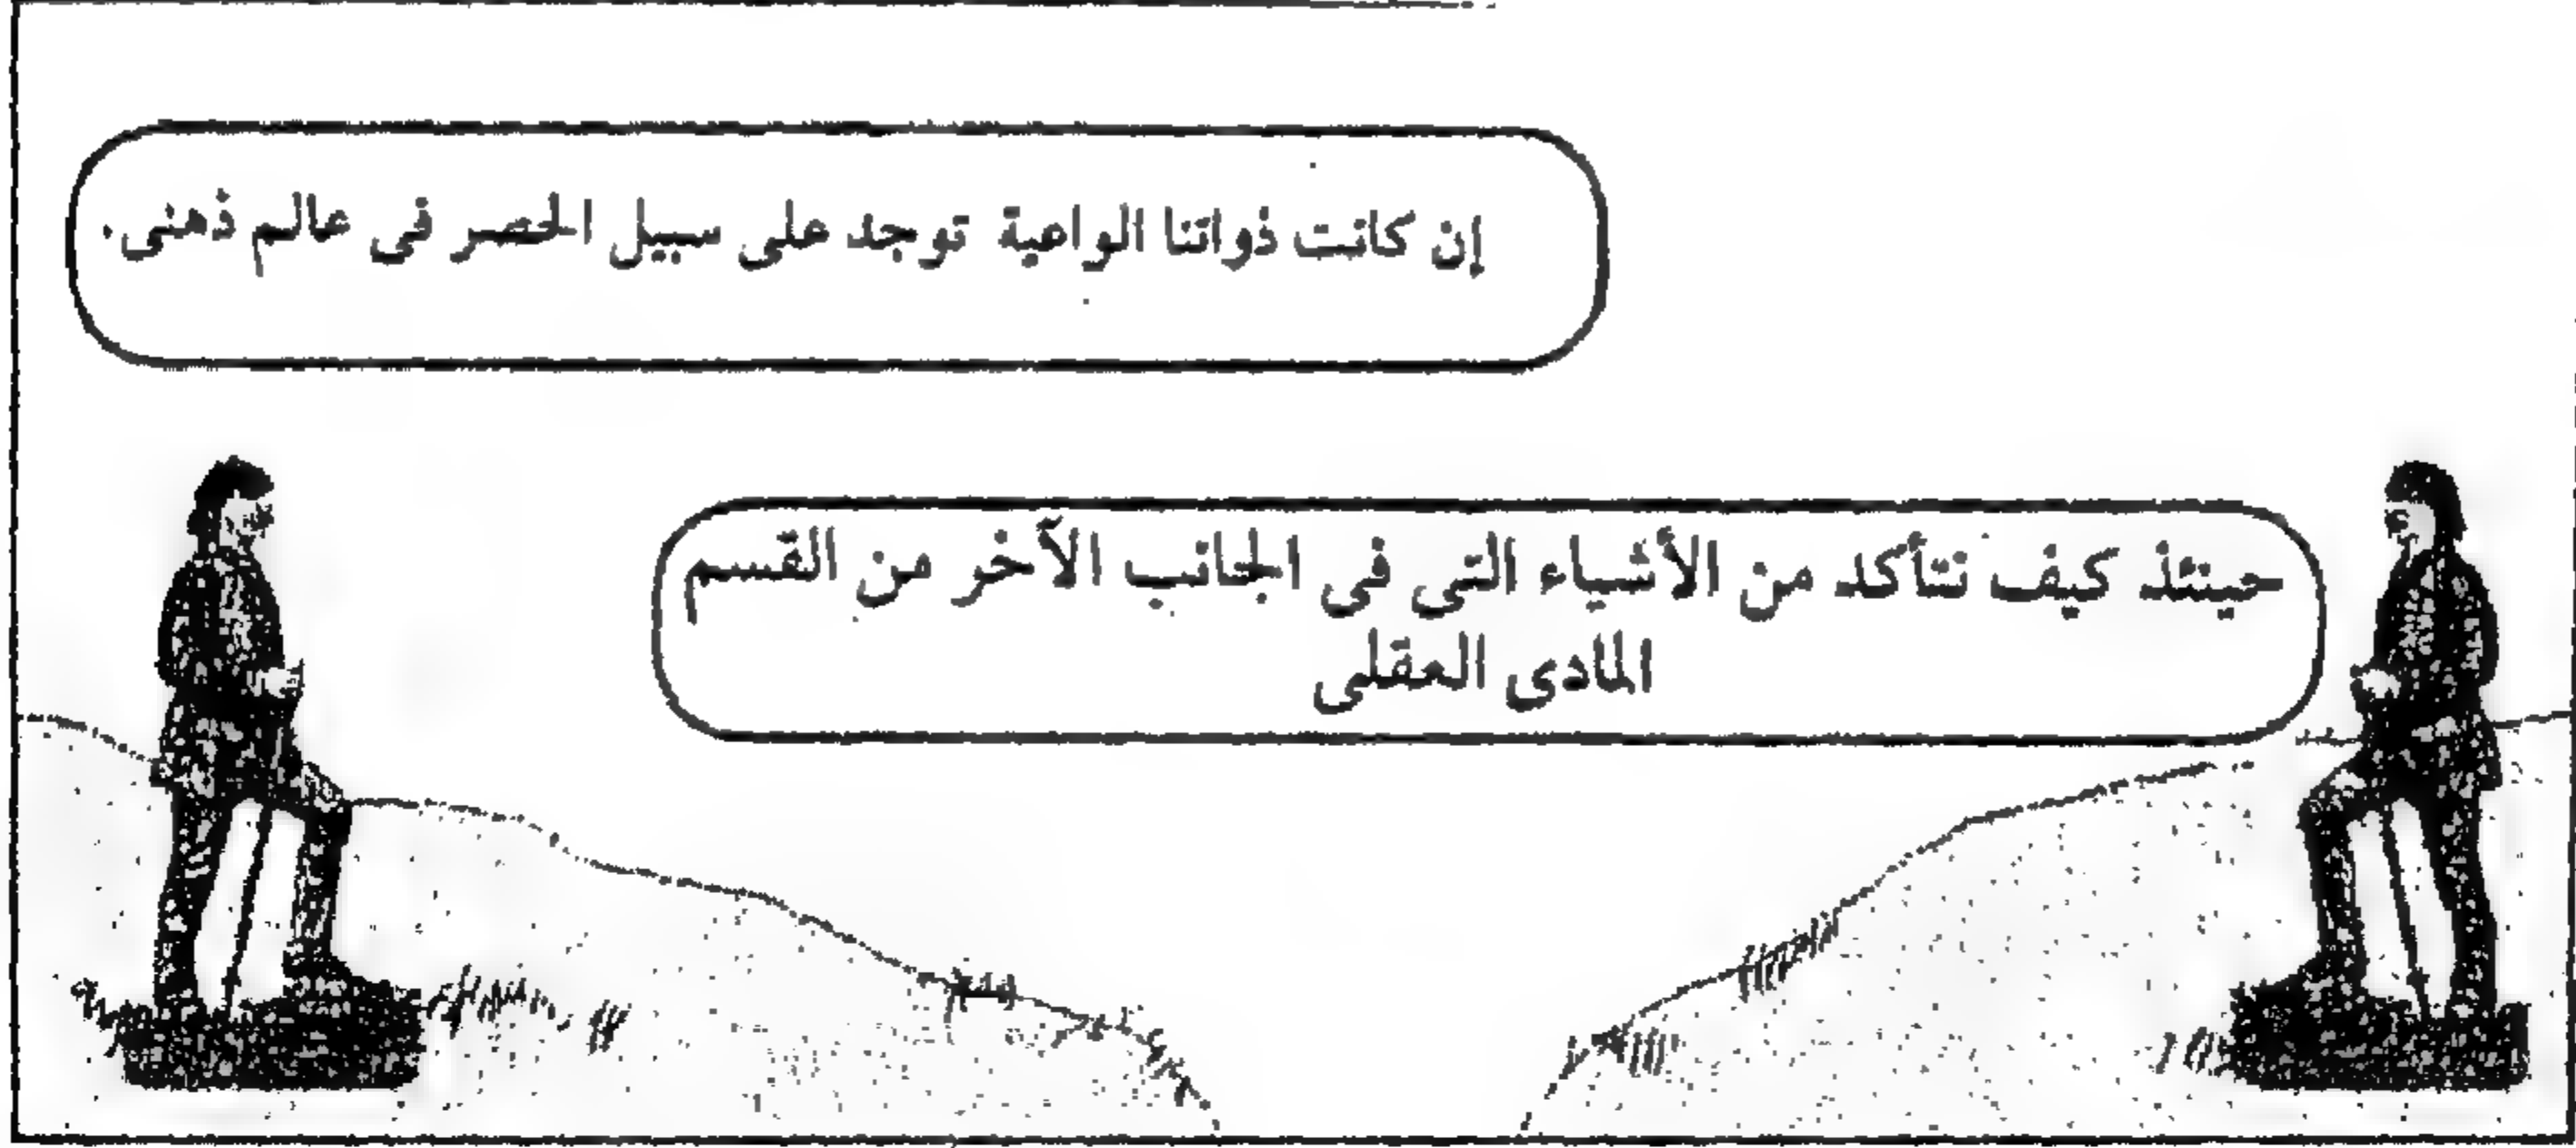 إن كانت ذواتنا الواعية توجد على سبيل الحصر فى عالم ذهنى.
حينئذ كيف نتأكد من الأشياء التى فى الجانب الآخر من القسم
المادى العقلى